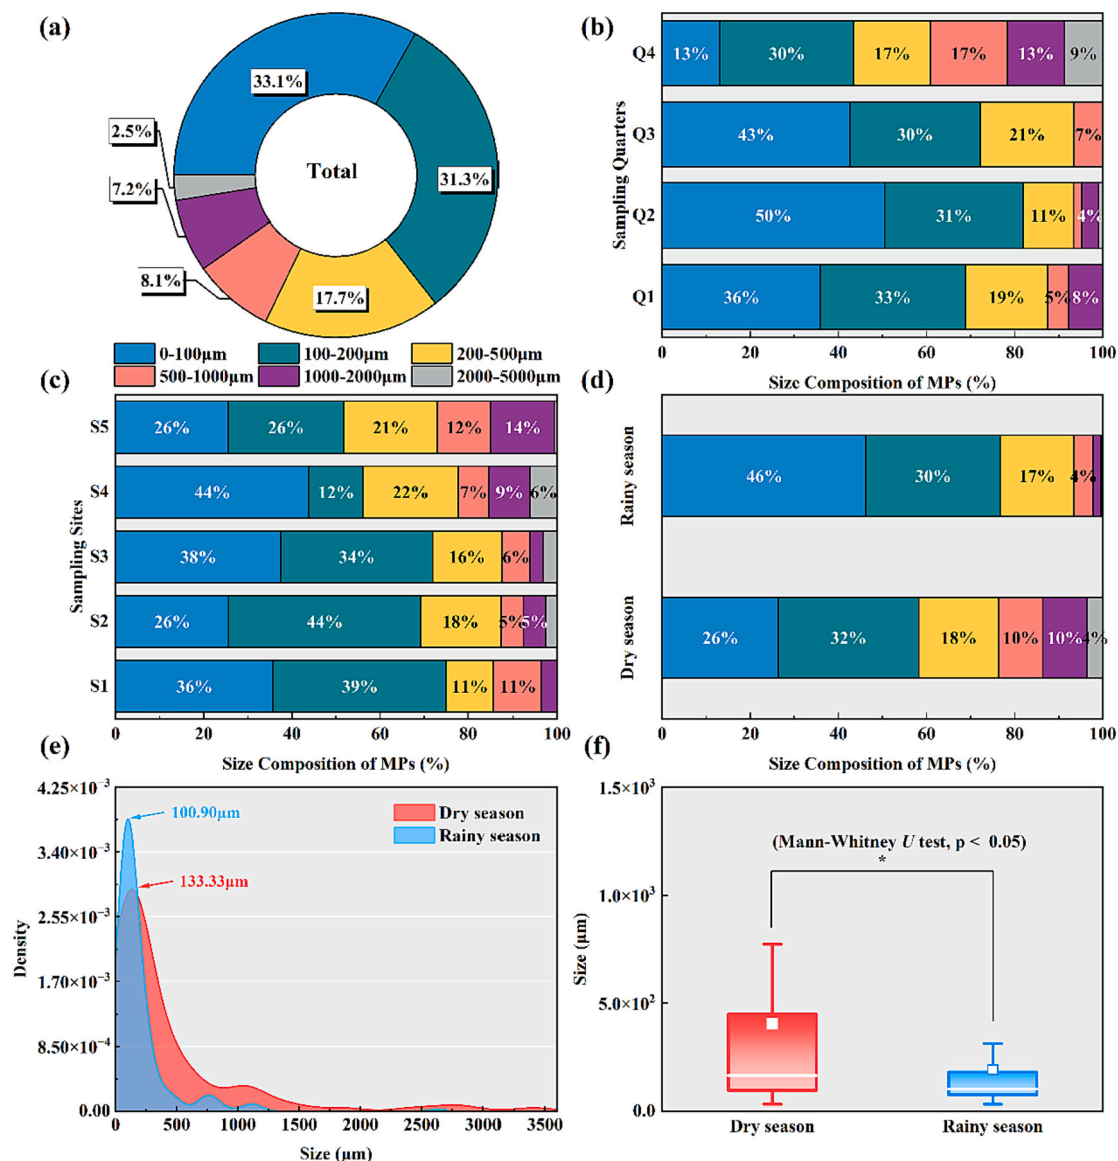 (a)
33.1%
31.3%
17.7%
8.1%
7.2%
2.5%
Total
0-100μm 100-200μm 200-500μm
500-1000μm 1000-2000μm 2000-5000μm
(b)
Sampling Quarters
Q4 13% 30% 17% 17% 13% 9%
Q3 43% 30% 21% 7%
Q2 50% 31% 11% 4%
Q1 36% 33% 19% 5% 8%
0 20 40 60 80 100
Size Composition of MPs (%)
(c)
Sampling Sites
S5 26% 26% 21% 12% 14%
S4 44% 12% 22% 7% 9% 6%
S3 38% 34% 16% 6%
S2 26% 44% 18% 5% 5%
S1 36% 39% 11% 11%
0 20 40 60 80 100
Size Composition of MPs (%)
(d)
Rainy season 46% 30% 17% 4%
Dry season 26% 32% 18% 10% 10% 4%
0 20 40 60 80 100
Size Composition of MPs (%)
(e)
Density
4.25×10⁻³
3.40×10⁻³
2.55×10⁻³
1.70×10⁻³
8.50×10⁻⁴
0.00
100.90μm
133.33μm
Dry season
Rainy season
0 500 1000 1500 2000 2500 3000 3500
Size (μm)
(f)
Size (μm)
1.5×10³
1.0×10³
5.0×10²
0.0
(Mann-Whitney U test, p < 0.05)
*
Dry season Rainy season